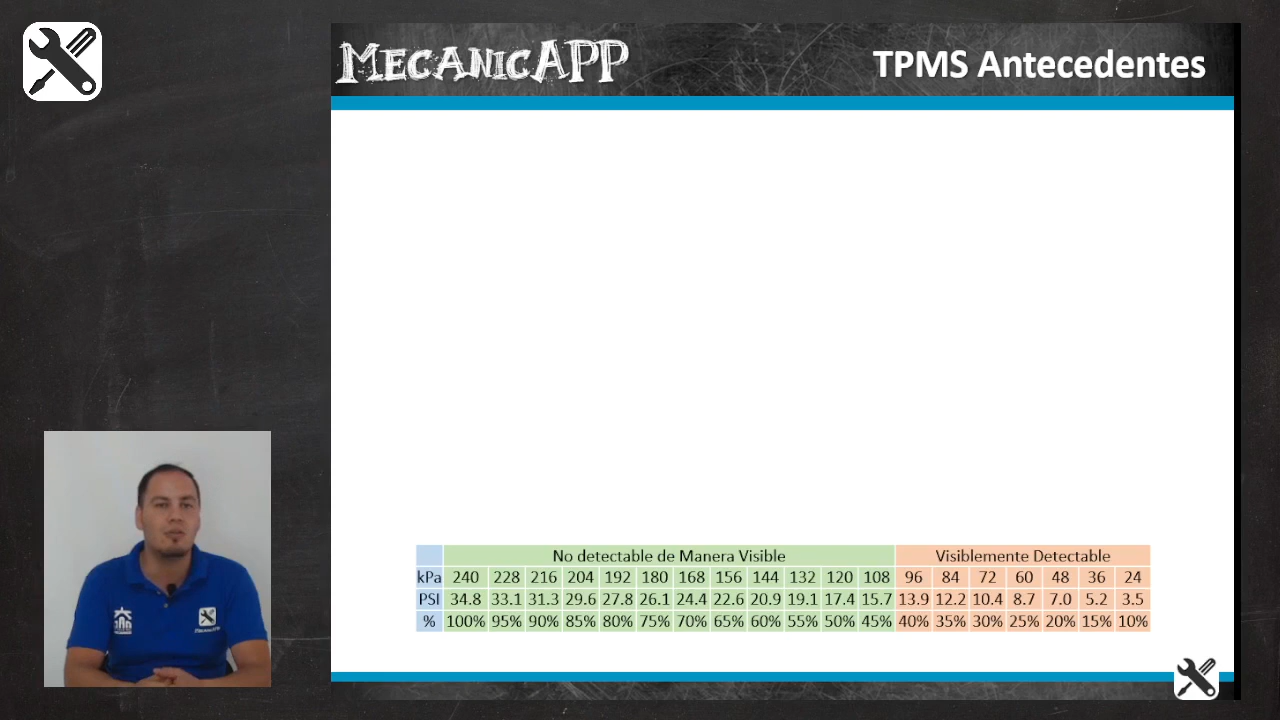 MECANICAPP
TPMS Antecedentes
No detectable de Manera Visible Visiblemente Detectable
kPa 240 228 216 204 192 180 168 156 144 132 120 108 96 84 72 60 48 36 24
PSI 34.8 33.1 31.3 29.6 27.8 26.1 24.4 22.6 20.9 19.1 17.4 15.7 13.9 12.2 10.4 8.7 7.0 5.2 3.5
% 100% 95% 90% 85% 80% 75% 70% 65% 60% 55% 50% 45% 40% 35% 30% 25% 20% 15% 10%